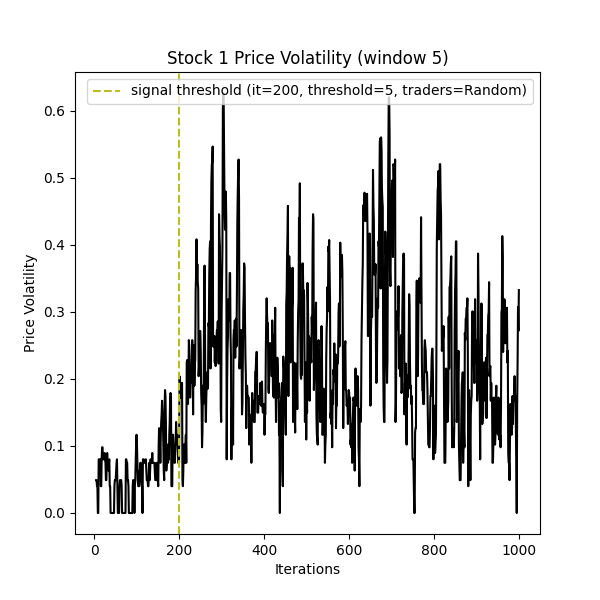 Stock 1 Price Volatility (window 5)
signal threshold (it=200, threshold=5, traders=Random)
0.6
0.5
0.4
0.3
0.2
0.1
0.0
Price Volatility
0 200 400 600 800 1000
Iterations